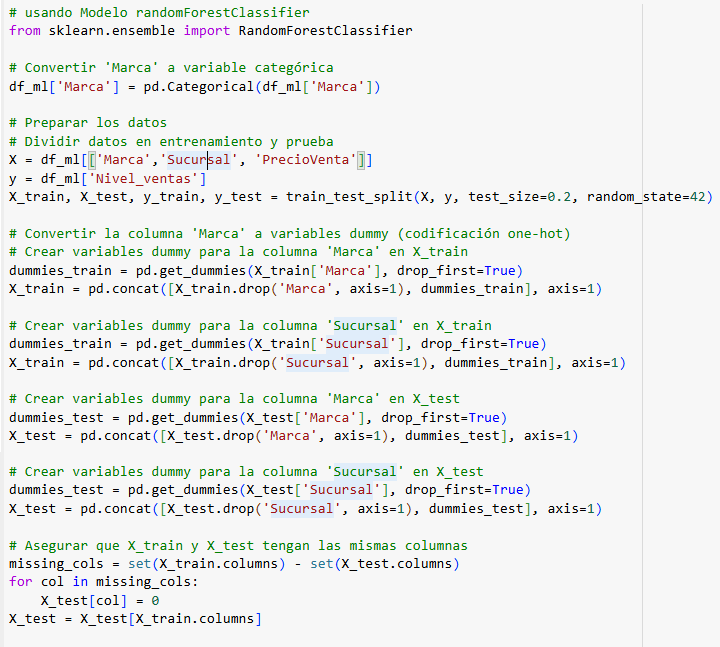 # usando Modelo randomForestClassifier
from sklearn.ensemble import RandomForestClassifier
# Convertir 'Marca' a variable categórica
df_ml['Marca'] = pd.Categorical(df_ml['Marca'])
# Preparar los datos
# Dividir datos en entrenamiento y prueba
X = df_ml[['Marca','Sucursal', 'PrecioVenta']]
y = df_ml['Nivel_ventas']
X_train, X_test, y_train, y_test = train_test_split(X, y, test_size=0.2, random_state=42)
# Convertir la columna 'Marca' a variables dummy (codificación one-hot)
# Crear variables dummy para la columna 'Marca' en X_train
dummies_train = pd.get_dummies(X_train['Marca'], drop_first=True)
X_train = pd.concat([X_train.drop('Marca', axis=1), dummies_train], axis=1)
# Crear variables dummy para la columna 'Sucursal' en X_train
dummies_train = pd.get_dummies(X_train['Sucursal'], drop_first=True)
X_train = pd.concat([X_train.drop('Sucursal', axis=1), dummies_train], axis=1)
# Crear variables dummy para la columna 'Marca' en X_test
dummies_test = pd.get_dummies(X_test['Marca'], drop_first=True)
X_test = pd.concat([X_test.drop('Marca', axis=1), dummies_test], axis=1)
# Crear variables dummy para la columna 'Sucursal' en X_test
dummies_test = pd.get_dummies(X_test['Sucursal'], drop_first=True)
X_test = pd.concat([X_test.drop('Sucursal', axis=1), dummies_test], axis=1)
# Asegurar que X_train y X_test tengan las mismas columnas
missing_cols = set(X_train.columns) - set(X_test.columns)
for col in missing_cols:
    X_test[col] = 0
X_test = X_test[X_train.columns]